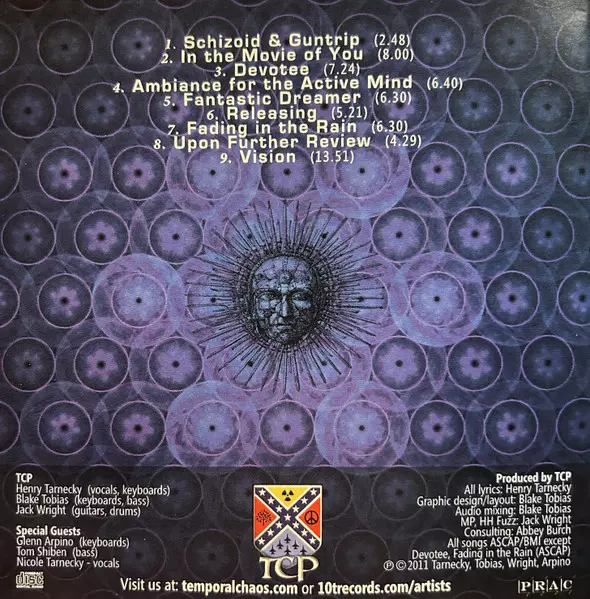 1. Schizoid & Guntrip (2.48)
2. In the Movie of You (8.00)
3. Devotee (7.24)
4. Ambiance for the Active Mind (6.40)
5. Fantastic Dreamer (6.30)
6. Releasing (5.21)
7. Fading in the Rain (6.30)
8. Upon Further Review (4.29)
9. Vision (13.51)
TCP
Henry Tarnecky (vocals, keyboards)
Blake Tobias (keyboards, bass)
Jack Wright (guitars, drums)
Special Guests
Glenn Arpino (keyboards)
Tom Shiben (bass)
Nicole Tarnecky - vocals
COMPACT
disc
DIGITAL AUDIO
TCP
Produced by TCP
All lyrics: Henry Tarnecky
Graphic design/layout: Blake Tobias
Audio mixing: Blake Tobias
MP, HH Fuzz: Jack Wright
Consulting: Abbey Burch
All songs ASCAP/BMI except
Devotee, Fading in the Rain (ASCAP)
℗ © 2011 Tarnecky, Tobias, Wright, Arpino
PRAC
Visit us at: temporalchaos.com or 10trecords.com/artists